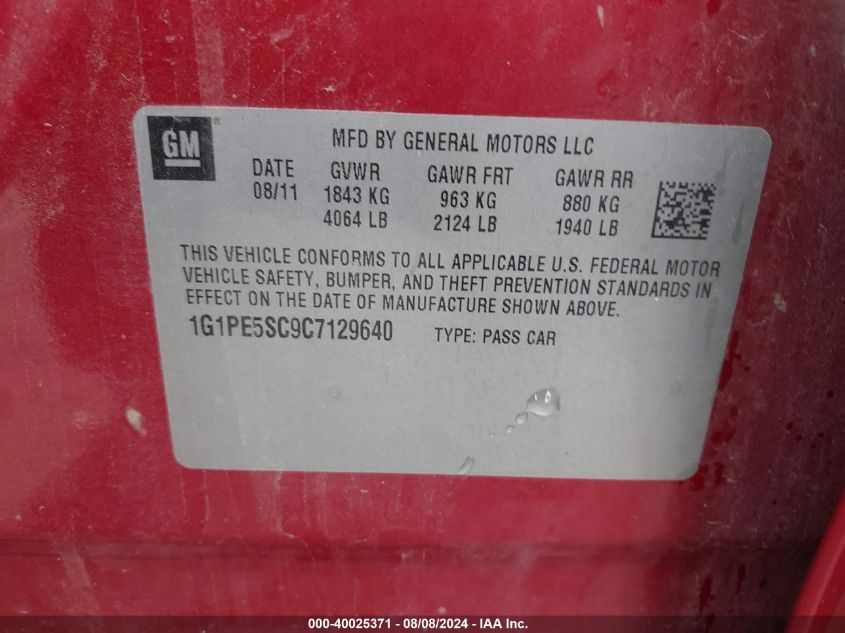 GM
MFD BY GENERAL MOTORS LLC
DATE GVWR GAWR FRT GAWR RR
08/11 1843 KG 963 KG 880 KG
4064 LB 2124 LB 1940 LB
THIS VEHICLE CONFORMS TO ALL APPLICABLE U.S. FEDERAL MOTOR
VEHICLE SAFETY, BUMPER, AND THEFT PREVENTION STANDARDS IN
EFFECT ON THE DATE OF MANUFACTURE SHOWN ABOVE.
1G1PE5SC9C7129640 TYPE: PASS CAR
000-40025371 - 08/08/2024 - IAA Inc.